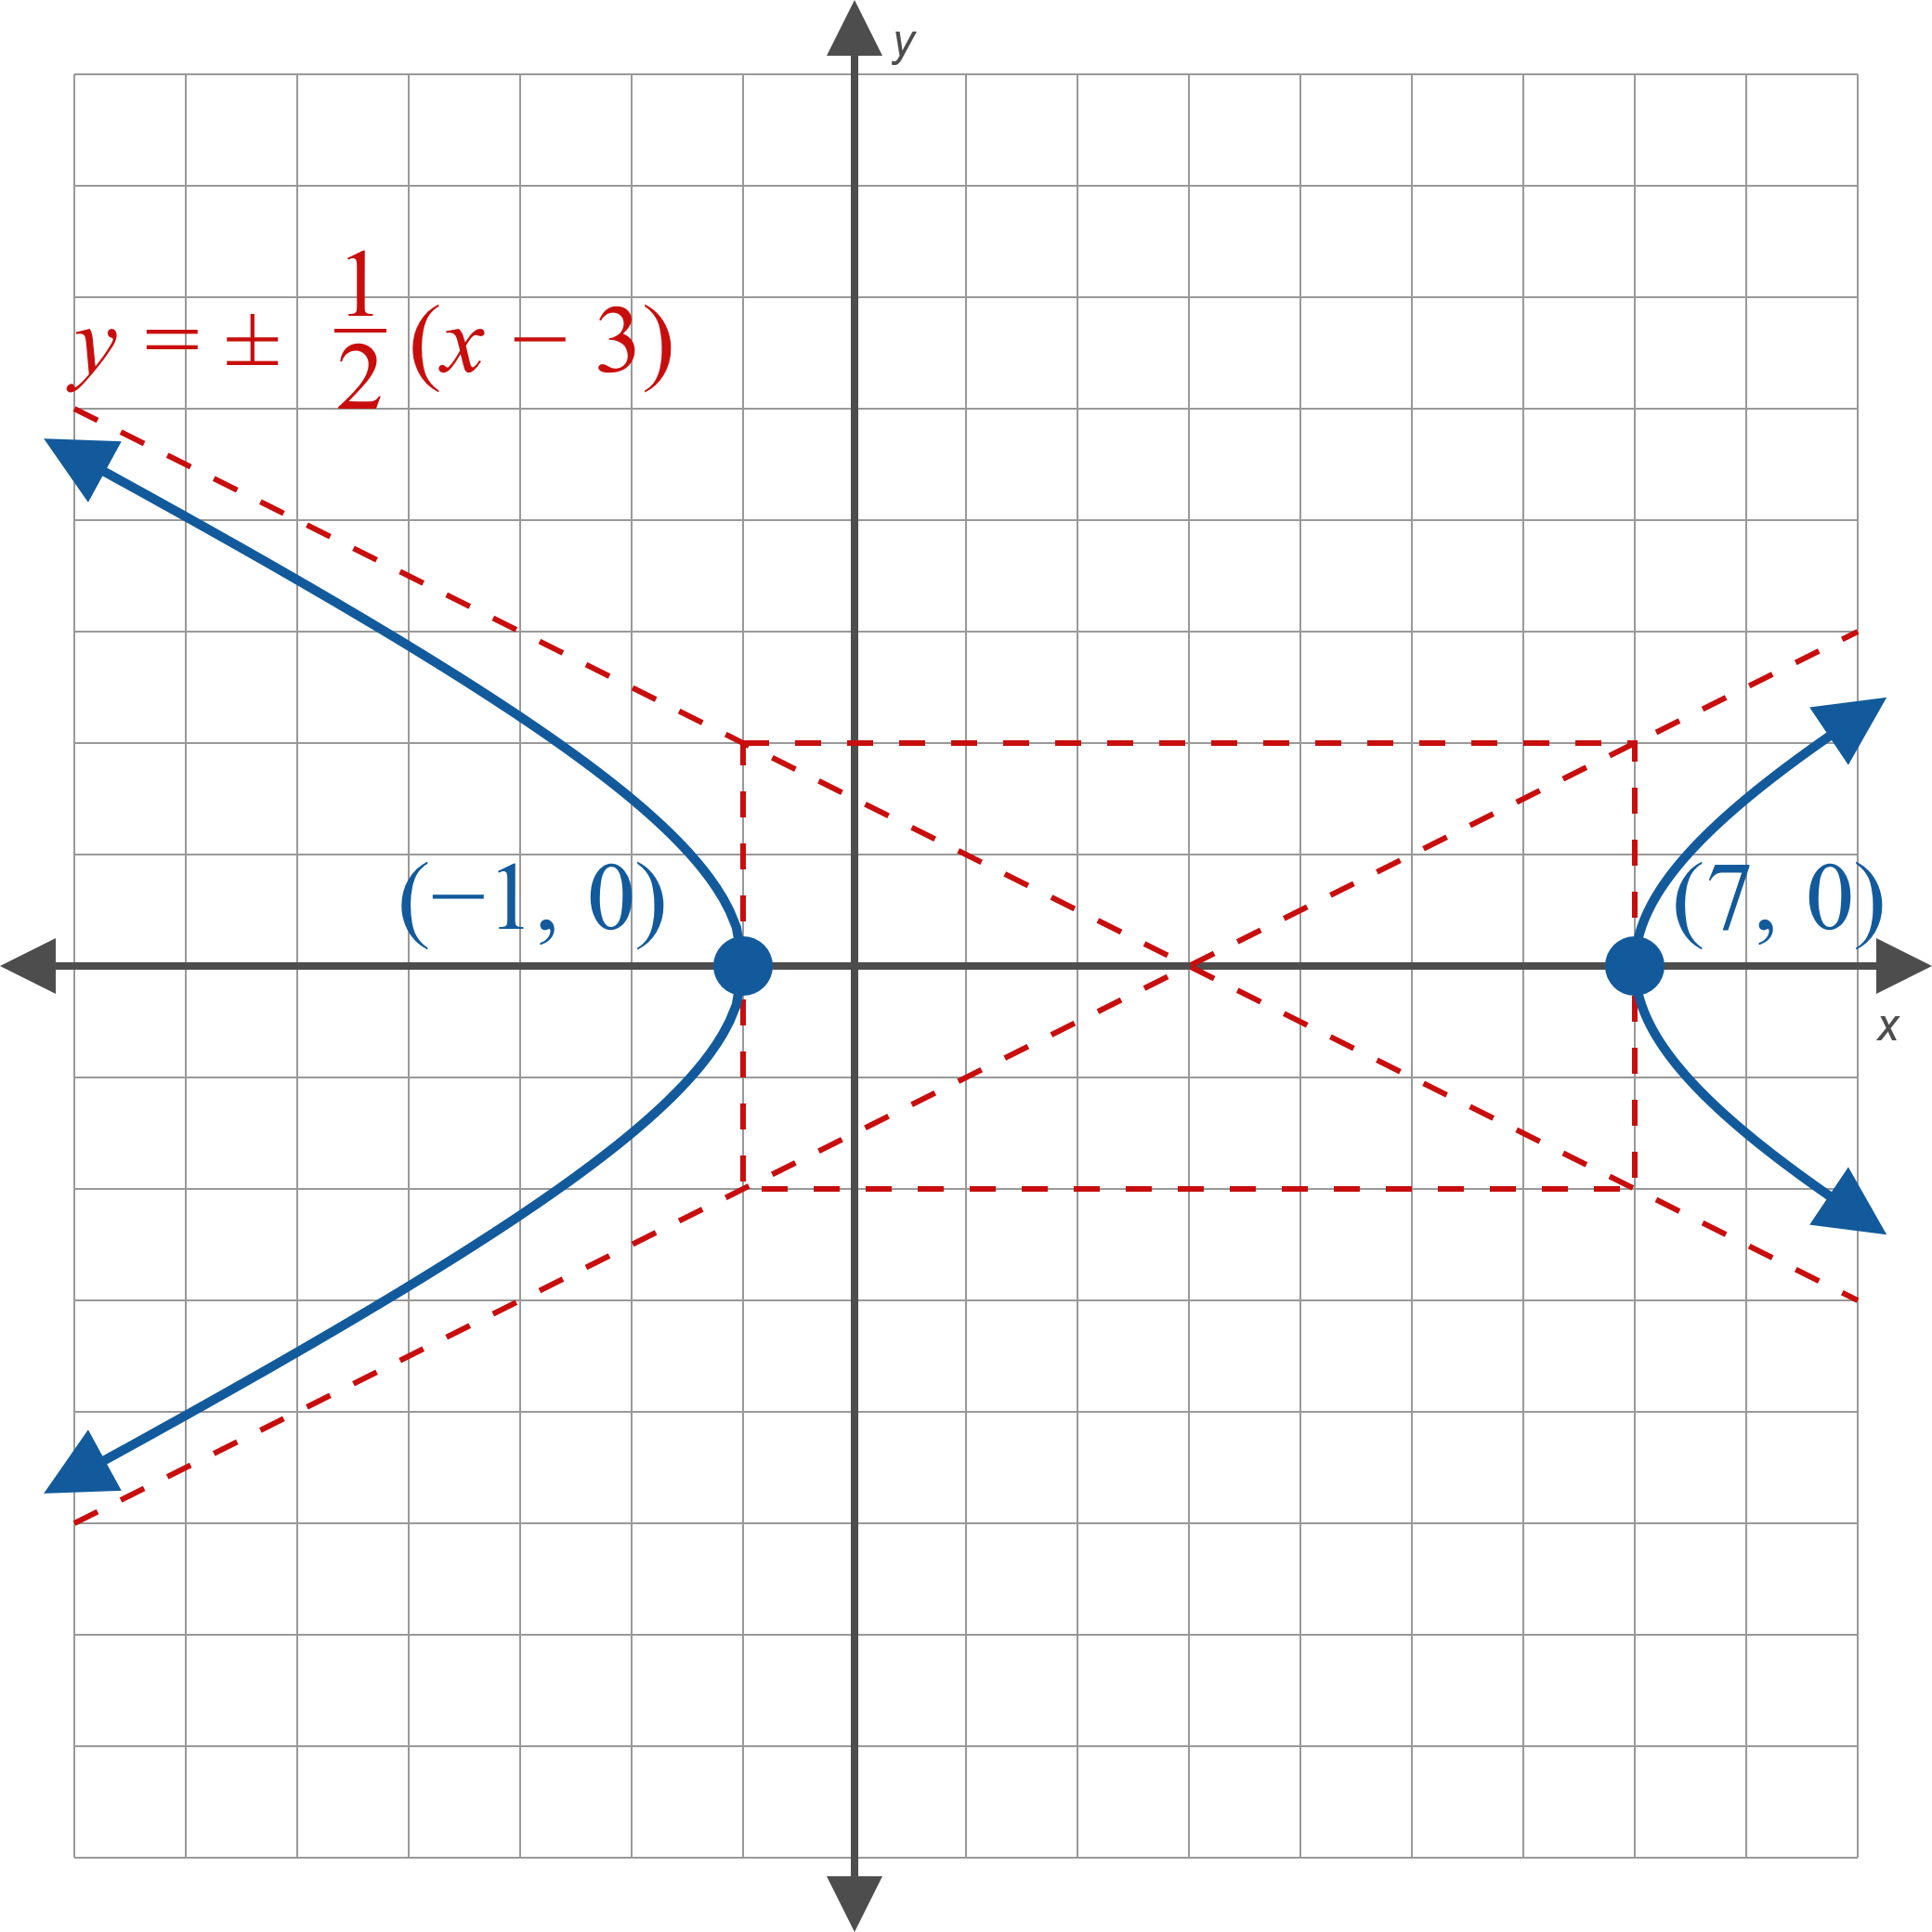 y
y = ± 1/2 (x − 3)
(−1, 0)
(7, 0)
x